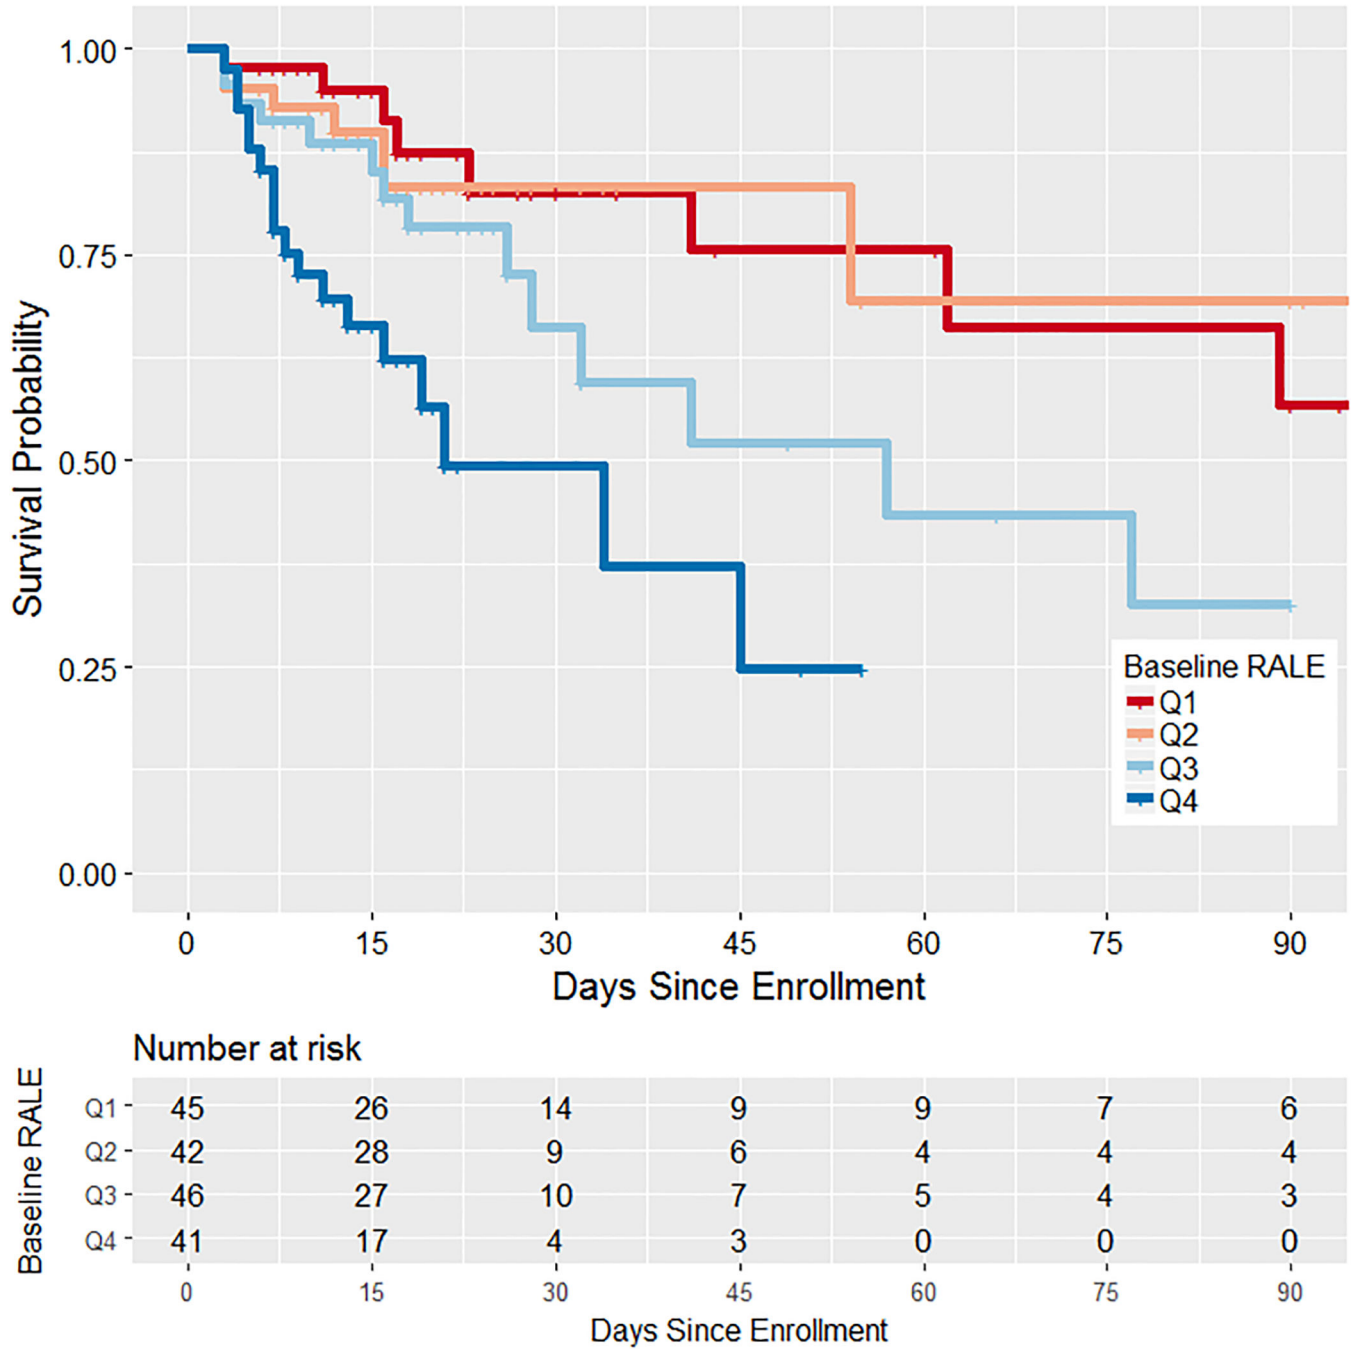 1.00
0.75
0.50
0.25
0.00
Survival Probability
Baseline RALE
Q1
Q2
Q3
Q4
0 15 30 45 60 75 90
Days Since Enrollment
Number at risk
Baseline RALE
Q1 45 26 14 9 9 7 6
Q2 42 28 9 6 4 4 4
Q3 46 27 10 7 5 4 3
Q4 41 17 4 3 0 0 0
0 15 30 45 60 75 90
Days Since Enrollment